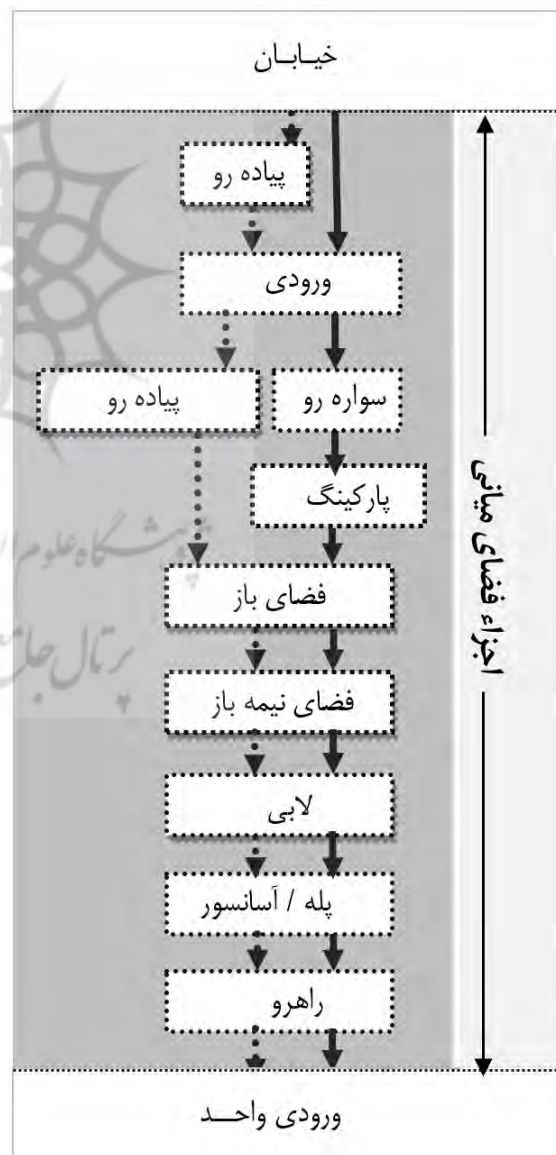 خیابان
پیاده رو
ورودی
سواره رو
پیاده رو
پارکینگ
فضای باز
فضای نیمه باز
لابی
پله / آسانسور
راهرو
ورودی واحد
اجزاء فضای میانی